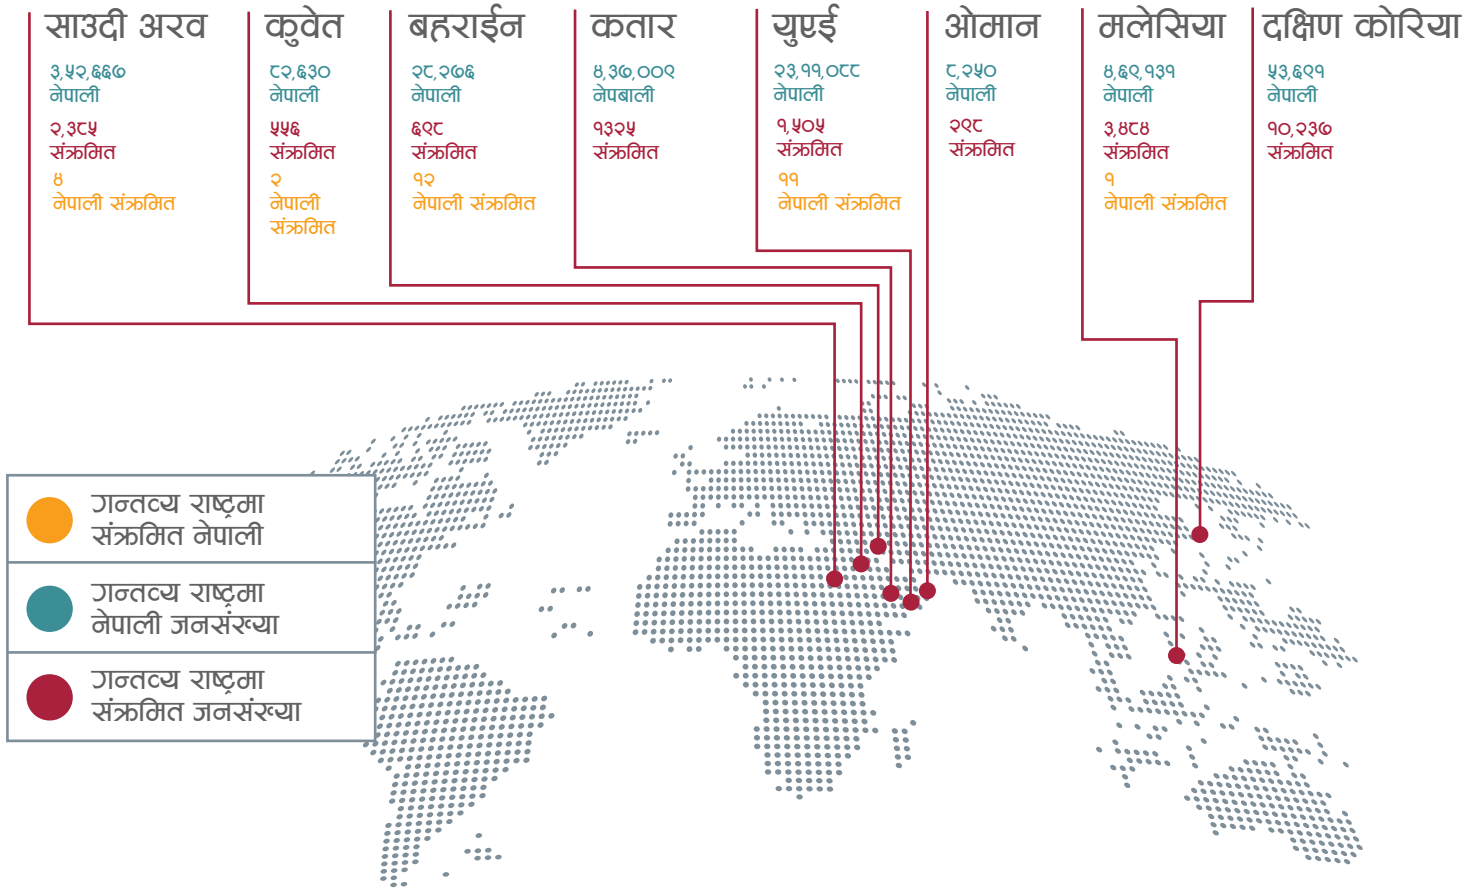 साउदी अरव
३,५२,६६७
नेपाली
२,३८५
संक्रमित
४
नेपाली संक्रमित
कुवेत
८२,६३०
नेपाली
५५६
संक्रमित
२
नेपाली
संक्रमित
बहराईन
२८,२७६
नेपाली
६९८
संक्रमित
१२
नेपाली संक्रमित
कतार
४,३७,००९
नेपबाली
१३२५
संक्रमित
युएई
२३,११,०८८
नेपाली
१,५०५
संक्रमित
११
नेपाली संक्रमित
ओमान
८,२५०
नेपाली
२९८
संक्रमित
मलेसिया
४,६९,१३१
नेपाली
३,४८४
संक्रमित
१
नेपाली संक्रमित
दक्षिण कोरिया
५३,६९१
नेपाली
१०,२३७
संक्रमित
गन्तव्य राष्ट्रमा
संक्रमित नेपाली
गन्तव्य राष्ट्रमा
नेपाली जनसंख्या
गन्तव्य राष्ट्रमा
संक्रमित जनसंख्या